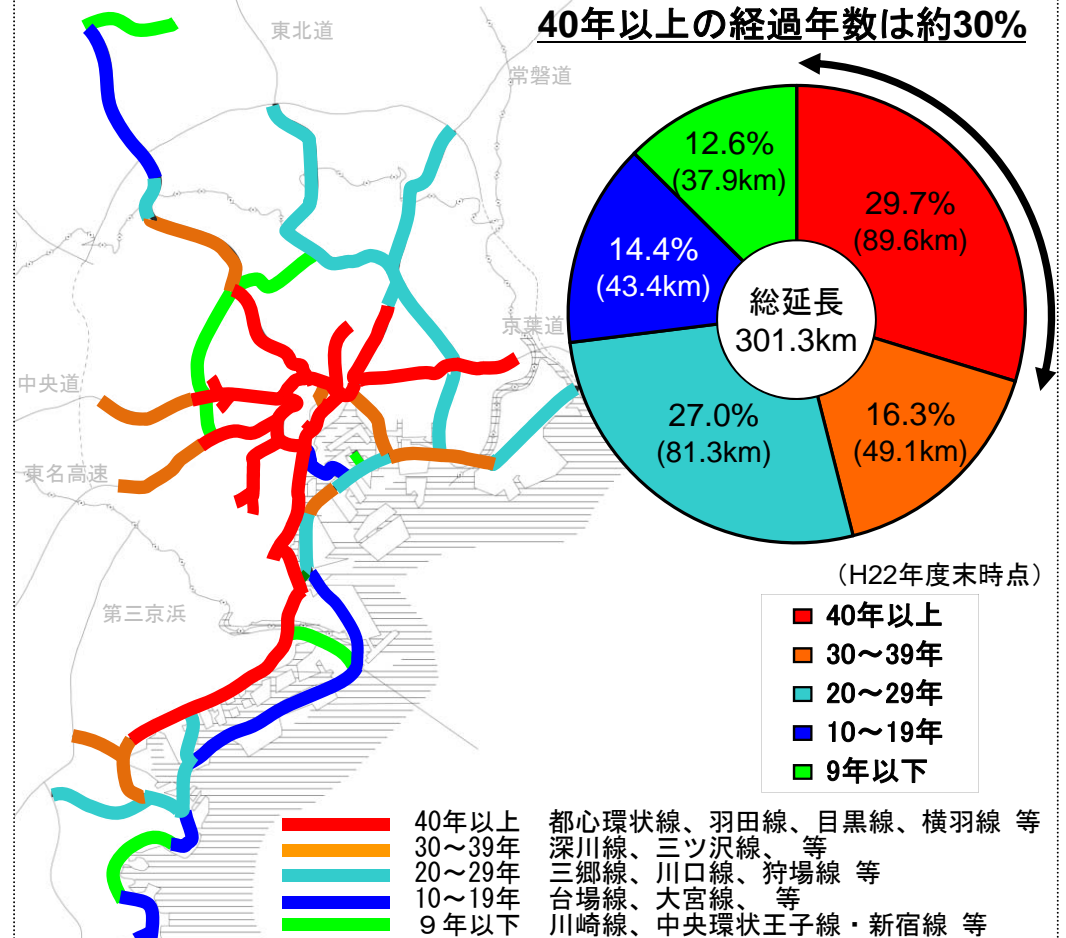 40年以上の経過年数は約30%
東北道
常磐道
京葉道
中央道
東名高速
第三京浜
12.6%
(37.9km)
29.7%
(89.6km)
14.4%
(43.4km)
総延長
301.3km
27.0%
(81.3km)
16.3%
(49.1km)
(H22年度末時点)
40年以上
30～39年
20～29年
10～19年
9年以下
40年以上 都心環状線、羽田線、目黒線、横羽線 等
30～39年 深川線、三ツ沢線、 等
20～29年 三郷線、川口線、狩場線 等
10～19年 台場線、大宮線、 等
９年以下 川崎線、中央環状王子線・新宿線 等